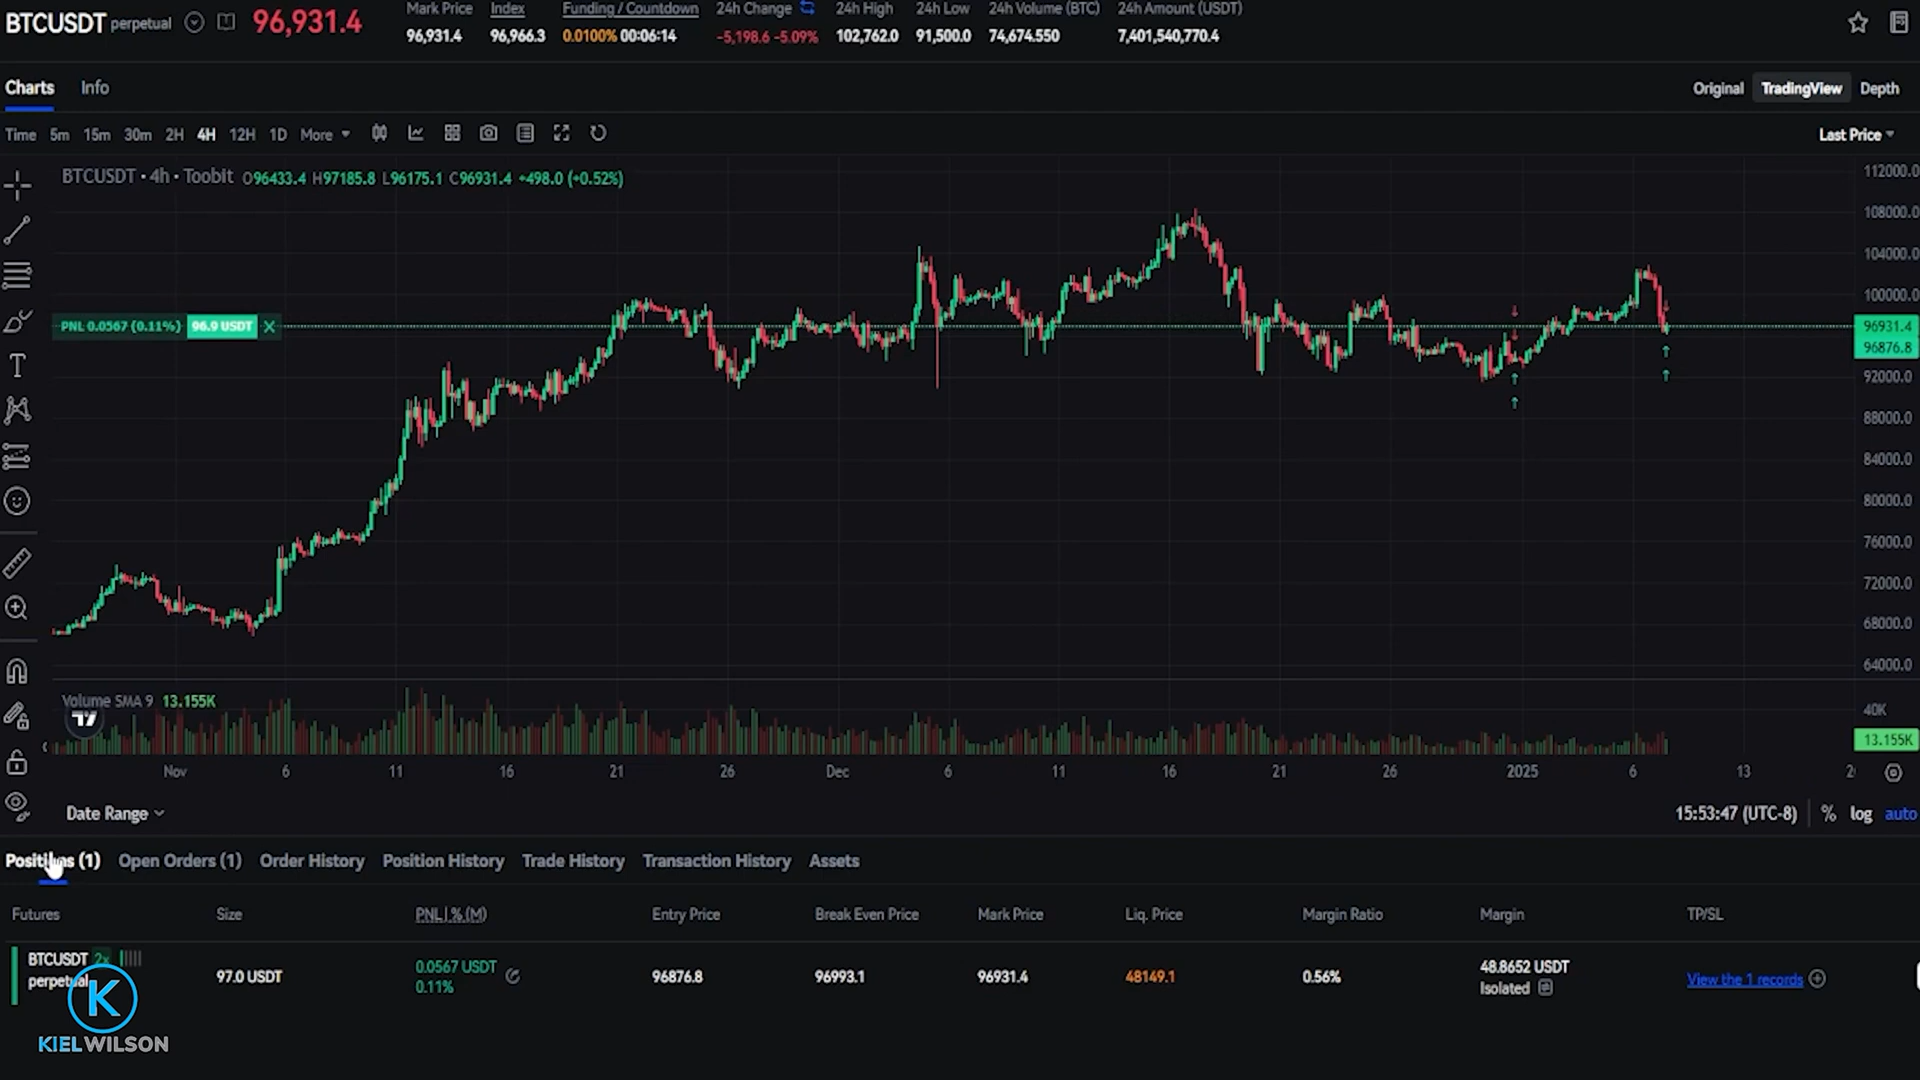 BTCUSDT perpetual 96,931.4
Mark Price Index Funding / Countdown 24h Change 24h High 24h Low 24h Volume (BTC) 24h Amount (USDT)
96,931.4 96,966.3 0.0100% 00:06:14 -5,198.6 -5.09% 102,762.0 91,500.0 74,674.550 7,401,540,770.4
Charts Info Original TradingView Depth
Time 5m 15m 30m 2H 4H 12H 1D More Last Price
BTCUSDT • 4h • Toobit O96433.4 H97185.8 L96175.1 C96931.4 +498.0 (+0.52%)
112000.0
108000.0
104000.0
100000.0
PNL 0.0567 (0.11%) 96.9 USDT
96931.4
96876.8
92000.0
88000.0
84000.0
80000.0
76000.0
72000.0
68000.0
64000.0
Volume SMA 9 13.155K
40K
13.155K
Nov 6 11 16 21 26 Dec 6 11 16 21 26 2025 6 13
Date Range 15:53:47 (UTC-8) % log auto
Positions (1) Open Orders (1) Order History Position History Trade History Transaction History Assets
Futures Size PNL | % (M) Entry Price Break Even Price Mark Price Liq. Price Margin Ratio Margin TP/SL
BTCUSDT 2x
perpetual
97.0 USDT
0.0567 USDT
0.11%
96876.8 96993.1 96931.4 48149.1 0.56%
48.8652 USDT
Isolated
View the 1 records
KIELWILSON